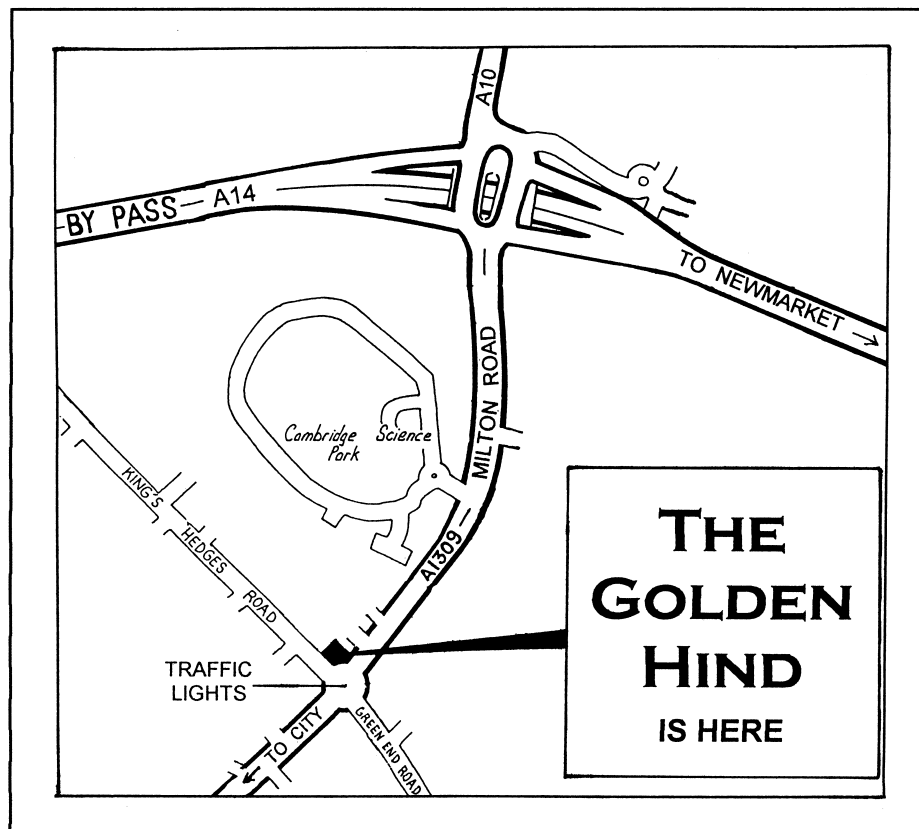 A10
BY PASS — A14
TO NEWMARKET →
MILTON ROAD
Cambridge Science
Park
KING'S
HEDGES
ROAD
A1309
THE
GOLDEN
HIND
IS HERE
TRAFFIC
LIGHTS
← TO CITY
GREEN END ROAD